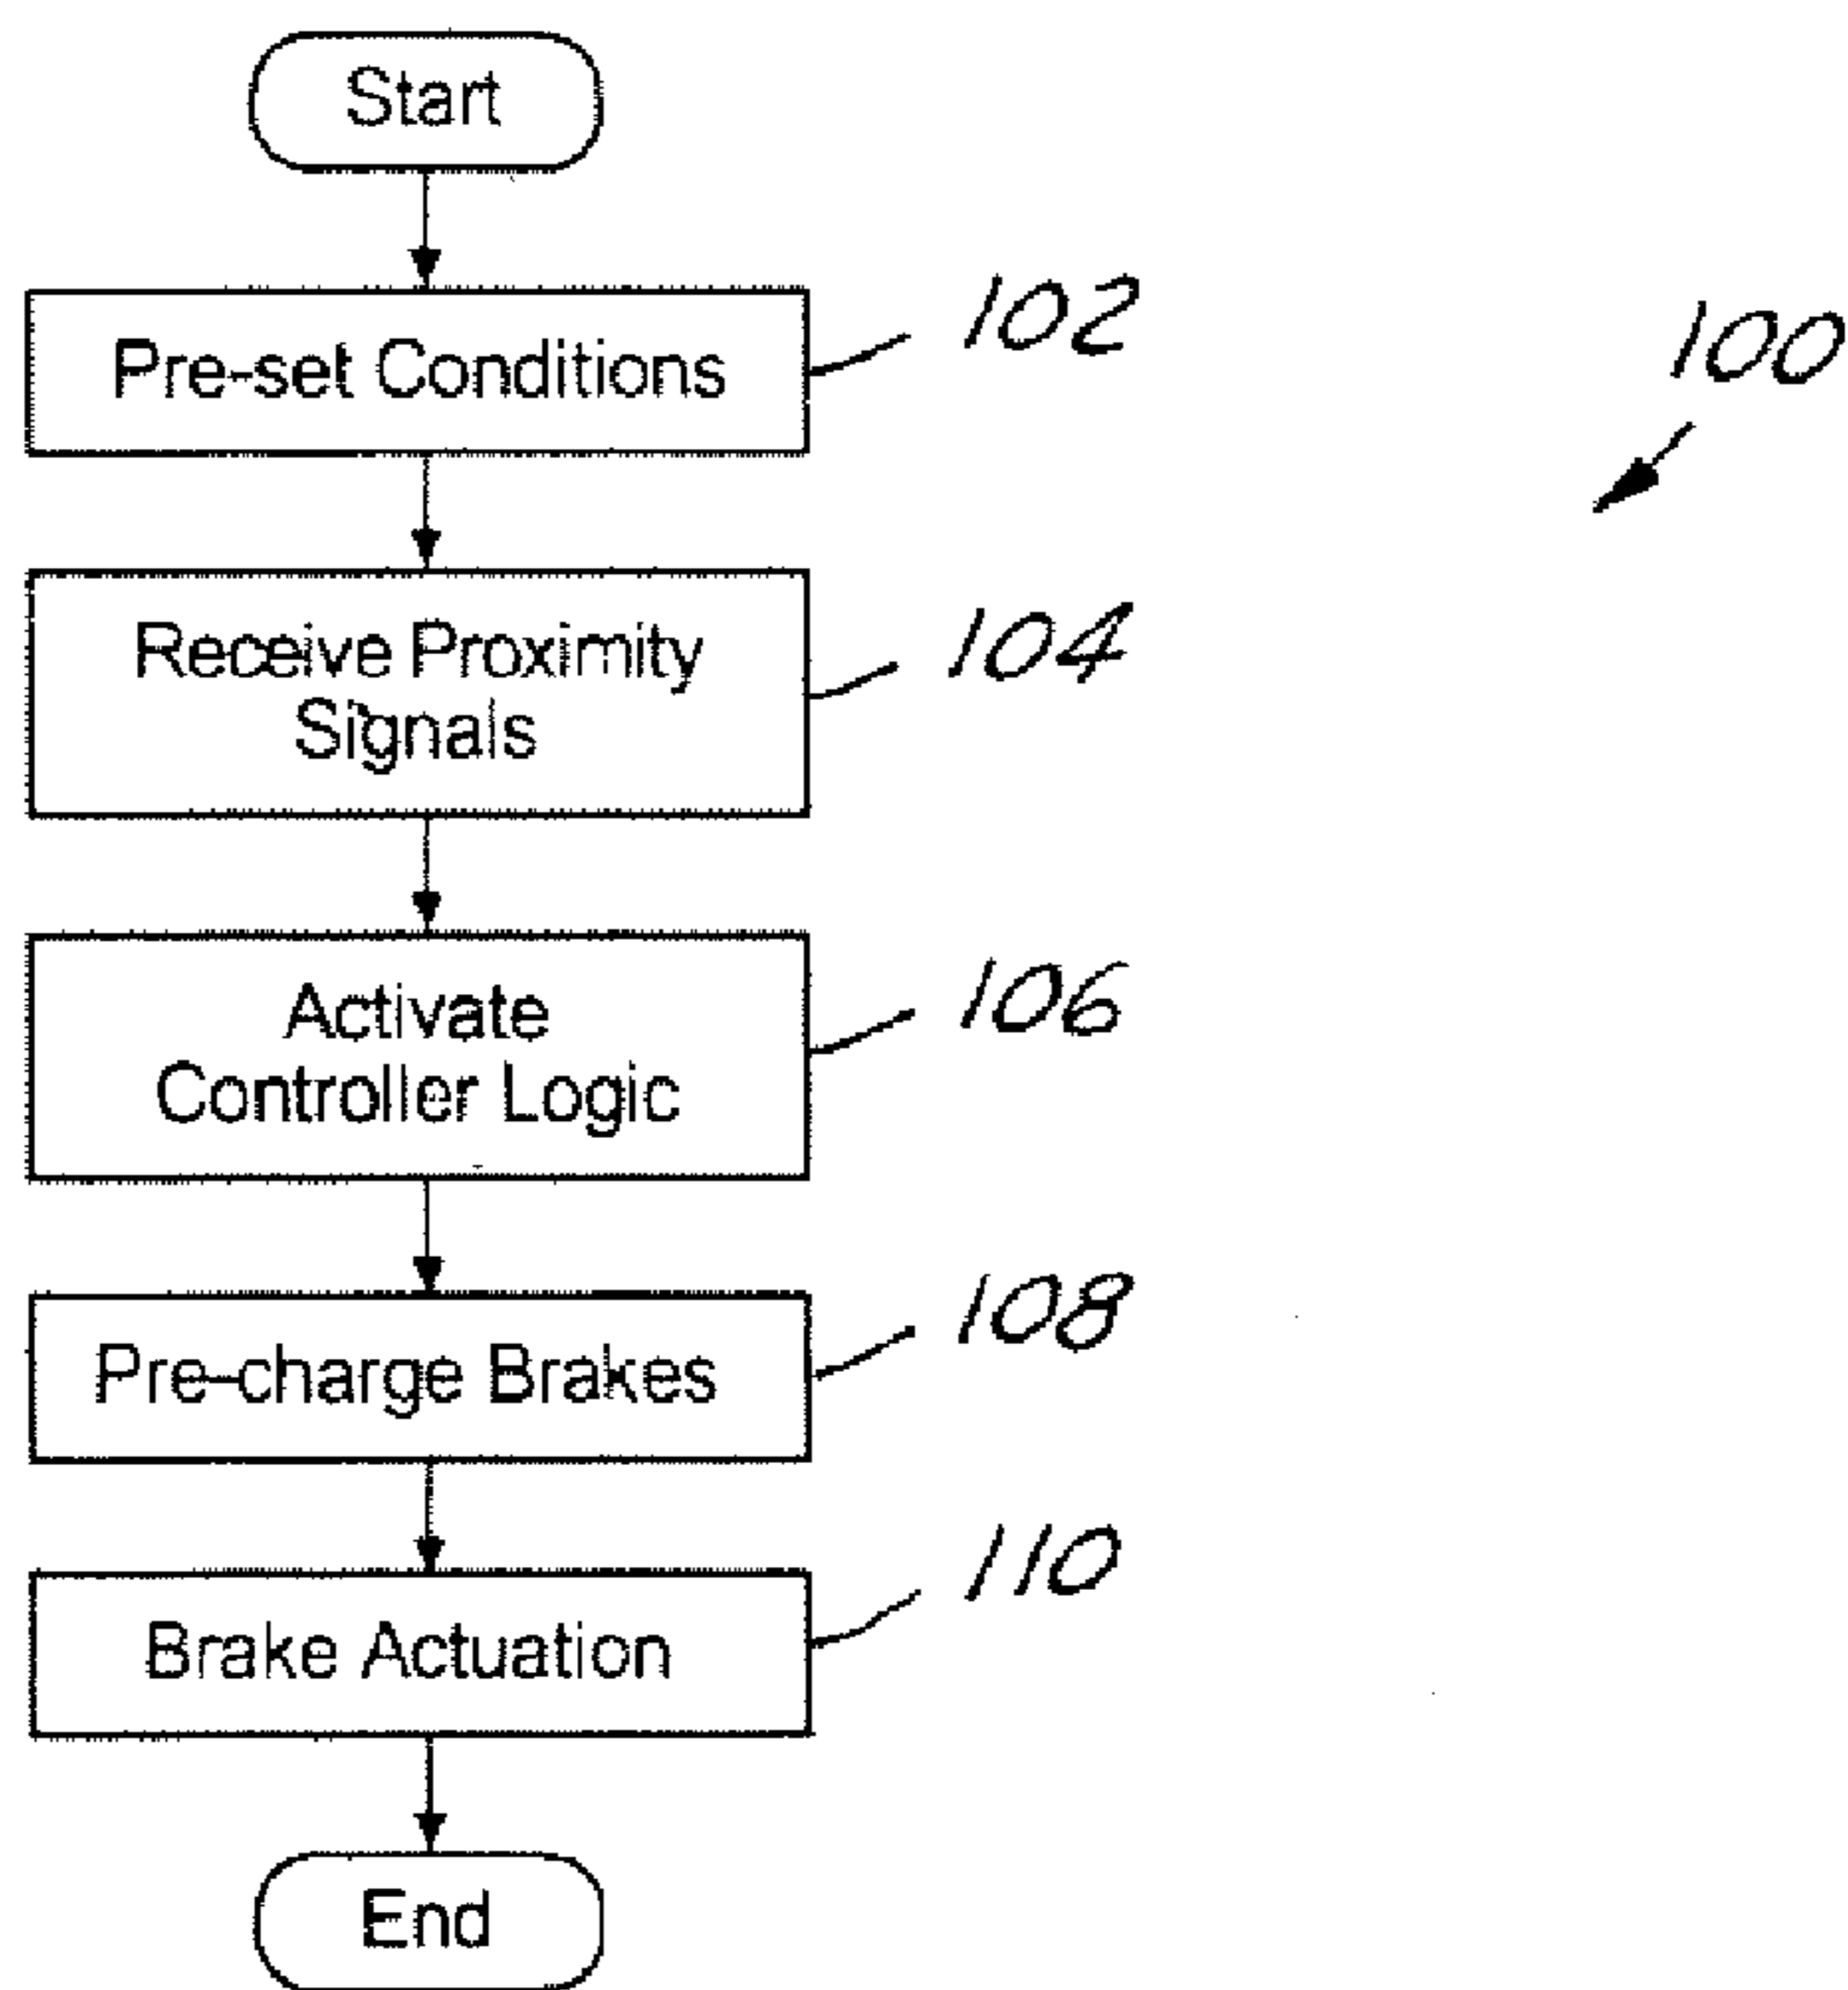 Start
Pre-set Conditions
102
100
Receive Proximity
Signals
104
Activate
Controller Logic
106
Pre-charge Brakes
108
Brake Actuation
110
End